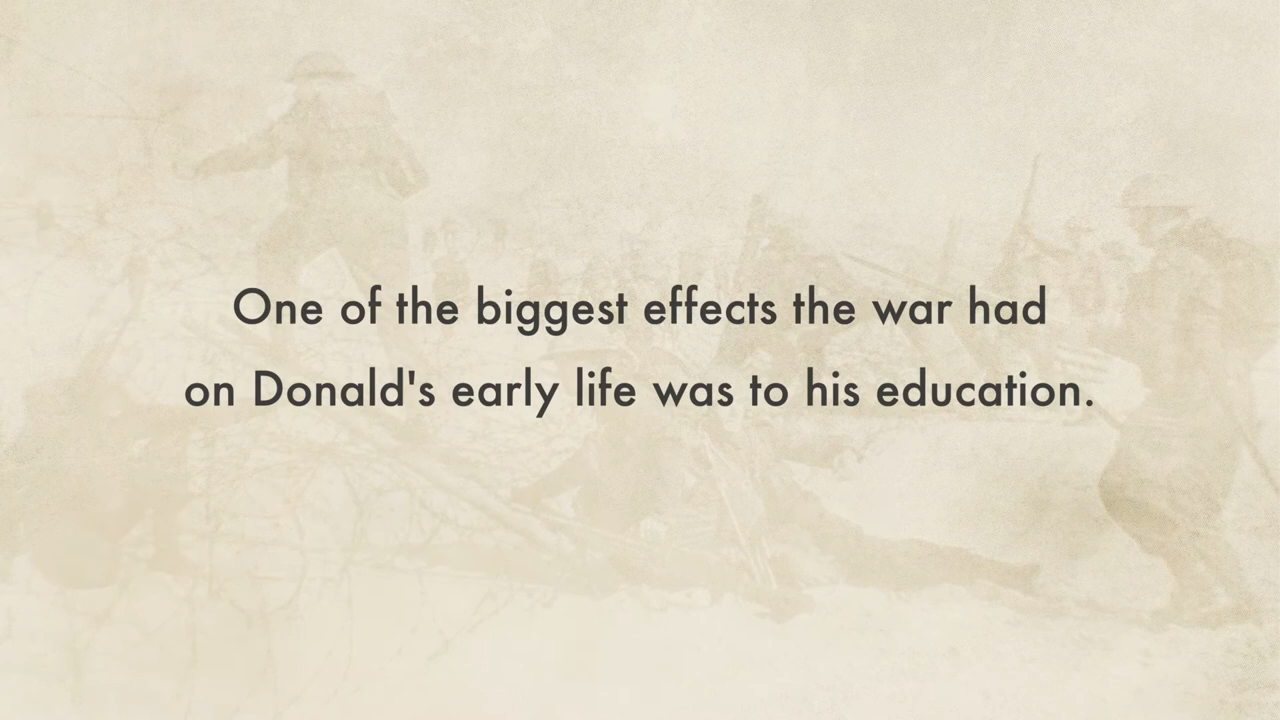 One of the biggest effects the war had
on Donald's early life was to his education.